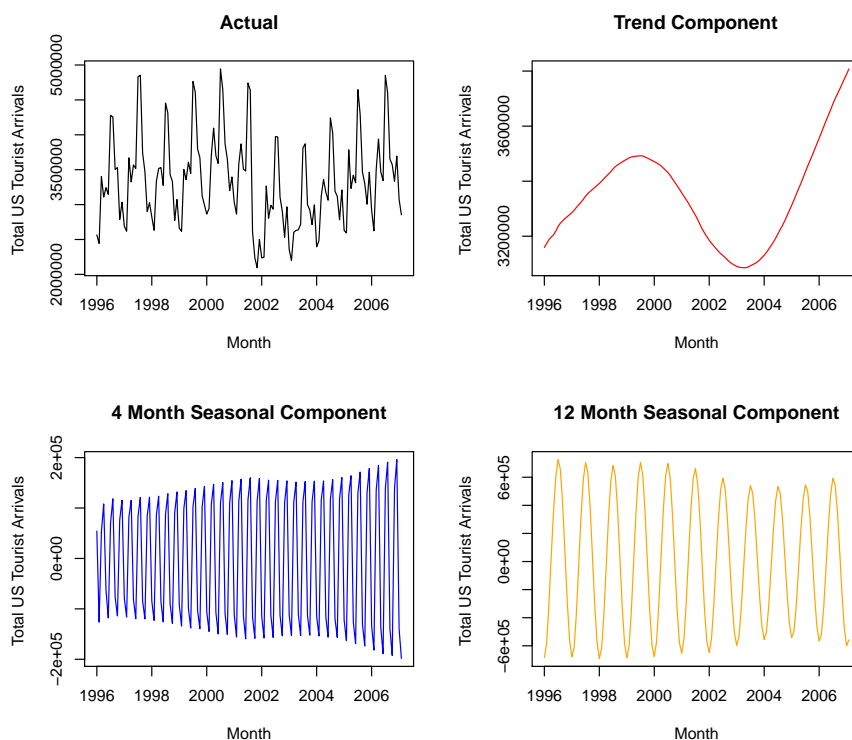 Actual
Total US Tourist Arrivals
5000000
3500000
2000000
1996 1998 2000 2002 2004 2006
Month
Trend Component
Total US Tourist Arrivals
3600000
3200000
1996 1998 2000 2002 2004 2006
Month
4 Month Seasonal Component
Total US Tourist Arrivals
2e+05
0e+00
−2e+05
1996 1998 2000 2002 2004 2006
Month
12 Month Seasonal Component
Total US Tourist Arrivals
6e+05
0e+00
−6e+05
1996 1998 2000 2002 2004 2006
Month